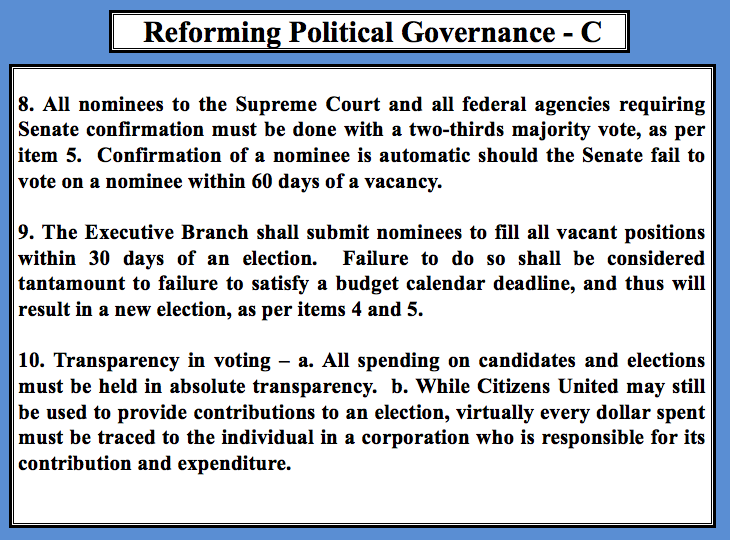 Reforming Political Governance - C
8. All nominees to the Supreme Court and all federal agencies requiring
Senate confirmation must be done with a two-thirds majority vote, as per
item 5.  Confirmation of a nominee is automatic should the Senate fail to
vote on a nominee within 60 days of a vacancy.
9. The Executive Branch shall submit nominees to fill all vacant positions
within 30 days of an election.  Failure to do so shall be considered
tantamount to failure to satisfy a budget calendar deadline, and thus will
result in a new election, as per items 4 and 5.
10. Transparency in voting – a. All spending on candidates and elections
must be held in absolute transparency.  b. While Citizens United may still
be used to provide contributions to an election, virtually every dollar spent
must be traced to the individual in a corporation who is responsible for its
contribution and expenditure.